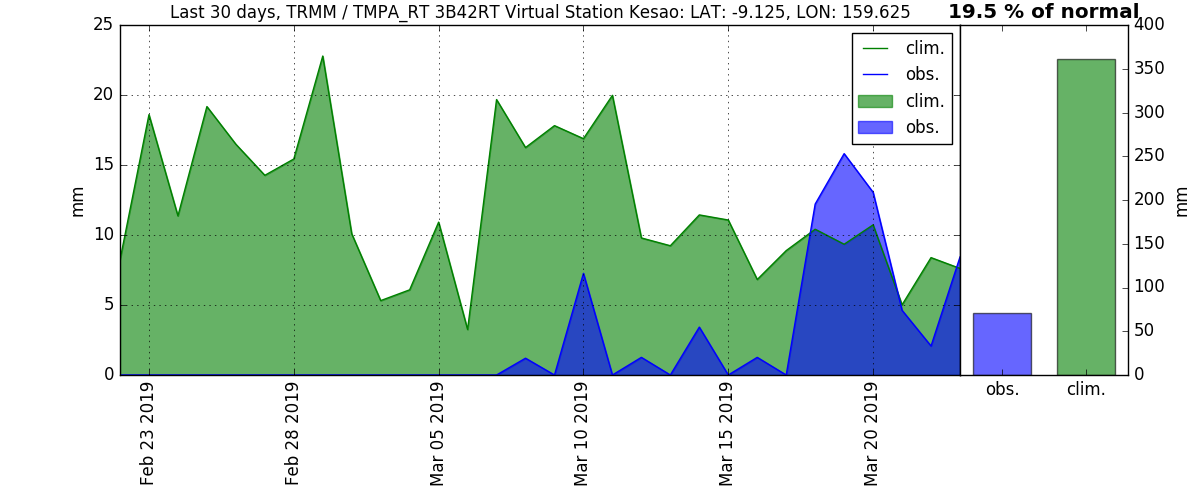 Last 30 days, TRMM / TMPA_RT 3B42RT Virtual Station Kesao: LAT: -9.125, LON: 159.625
19.5 % of normal
25
20
15
10
5
0
mm
clim.
obs.
clim.
obs.
Feb 23 2019
Feb 28 2019
Mar 05 2019
Mar 10 2019
Mar 15 2019
Mar 20 2019
400
350
300
250
200
150
100
50
0
mm
obs.
clim.